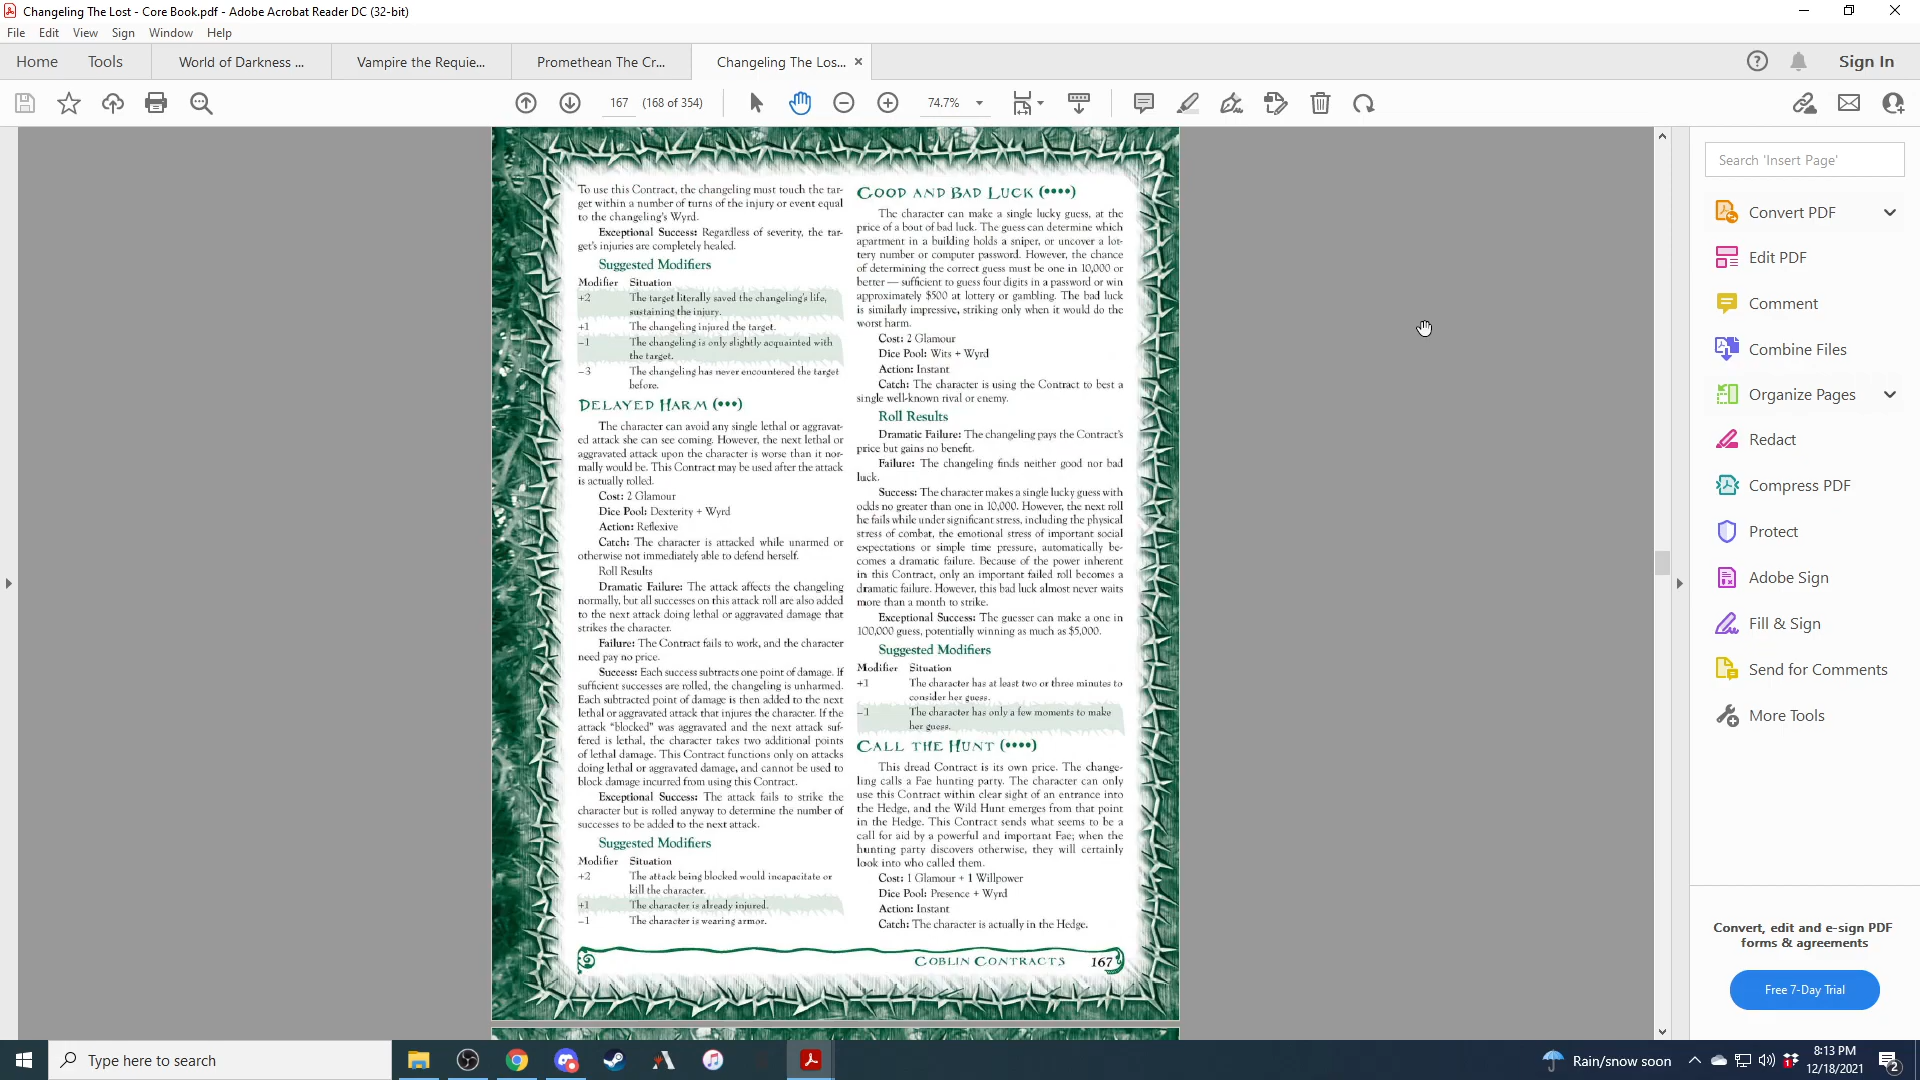 Changeling The Lost - Core Book.pdf - Adobe Acrobat Reader DC (32-bit)
File Edit View Sign Window Help
Home Tools World of Darkness ... Vampire the Requie... Promethean The Cr... Changeling The Los... Sign In
167 (168 of 354) 74.7%
To use this Contract, the changeling must touch the tar-
get within a number of turns of the injury or event equal
to the changeling's Wyrd.
Exceptional Success: Regardless of severity, the tar-
get's injuries are completely healed.
Suggested Modifiers
Modifier Situation
+2 The target literally saved the changeling's life,
sustaining the injury.
+1 The changeling injured the target.
–1 The changeling is only slightly acquainted with
the target.
–3 The changeling has never encountered the target
before.
Delayed Harm (•••)
The character can avoid any single lethal or aggravat-
ed attack she can see coming. However, the next lethal or
aggravated attack upon the character is worse than it nor-
mally would be. This Contract may be used after the attack
is actually rolled.
Cost: 2 Glamour
Dice Pool: Dexterity + Wyrd
Action: Reflexive
Catch: The character is attacked while unarmed or
otherwise not immediately able to defend herself.
Roll Results
Dramatic Failure: The attack affects the changeling
normally, but all successes on this attack roll are also added
to the next attack doing lethal or aggravated damage that
strikes the character.
Failure: The Contract fails to work, and the character
need pay no price.
Success: Each success subtracts one point of damage. If
sufficient successes are rolled, the changeling is unharmed.
Each subtracted point of damage is then added to the next
lethal or aggravated attack that injures the character. If the
attack “blocked” was aggravated and the next attack suf-
fered is lethal, the character takes two additional points
of lethal damage. This Contract functions only on attacks
doing lethal or aggravated damage, and cannot be used to
block damage incurred from using this Contract.
Exceptional Success: The attack fails to strike the
character but is rolled anyway to determine the number of
successes to be added to the next attack.
Suggested Modifiers
Modifier Situation
+2 The attack being blocked would incapacitate or
kill the character.
+1 The character is already injured.
–1 The character is wearing armor.
Good and Bad Luck (••••)
The character can make a single lucky guess, at the
price of a bout of bad luck. The guess can determine which
apartment in a building holds a sniper, or uncover a lot-
tery number or computer password. However, the chance
of determining the correct guess must be one in 10,000 or
better — sufficient to guess four digits in a password or win
approximately $500 at lottery or gambling. The bad luck
is similarly impressive, striking only when it would do the
worst harm.
Cost: 2 Glamour
Dice Pool: Wits + Wyrd
Action: Instant
Catch: The character is using the Contract to best a
single well-known rival or enemy.
Roll Results
Dramatic Failure: The changeling pays the Contract's
price but gains no benefit.
Failure: The changeling finds neither good nor bad
luck.
Success: The character makes a single lucky guess with
odds no greater than one in 10,000. However, the next roll
he fails while under significant stress, including the physical
stress of combat, the emotional stress of important social
expectations or simple time pressure, automatically be-
comes a dramatic failure. Because of the power inherent
in this Contract, only an important failed roll becomes a
dramatic failure. However, this bad luck almost never waits
more than a month to strike.
Exceptional Success: The guesser can make a one in
100,000 guess, potentially winning as much as $5,000.
Suggested Modifiers
Modifier Situation
+1 The character has at least two or three minutes to
consider her guess.
–1 The character has only a few moments to make
her guess.
Call the Hunt (••••)
This dread Contract is its own price. The change-
ling calls a Fae hunting party. The character can only
use this Contract within clear sight of an entrance into
the Hedge, and the Wild Hunt emerges from that point
in the Hedge. This Contract sends what seems to be a
call for aid by a powerful and important Fae; when the
hunting party discovers otherwise, they will certainly
look into who called them.
Cost: 1 Glamour + 1 Willpower
Dice Pool: Presence + Wyrd
Action: Instant
Catch: The character is actually in the Hedge.
Goblin Contracts 167
Search 'Insert Page'
Convert PDF
Edit PDF
Comment
Combine Files
Organize Pages
Redact
Compress PDF
Protect
Adobe Sign
Fill & Sign
Send for Comments
More Tools
Convert, edit and e-sign PDF
forms & agreements
Free 7-Day Trial
Type here to search
Rain/snow soon
8:13 PM
12/18/2021
2